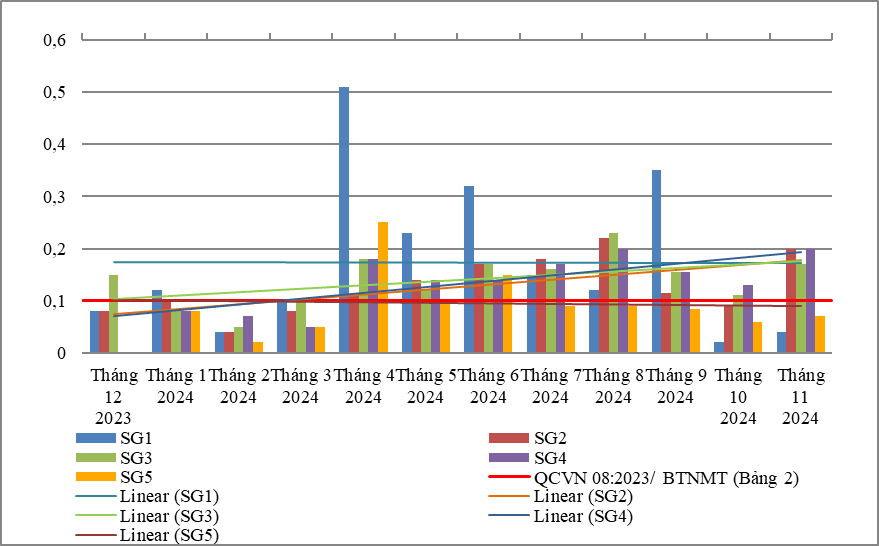 0,6
0,5
0,4
0,3
0,2
0,1
0
Tháng 12 2023
Tháng 1 2024
Tháng 2 2024
Tháng 3 2024
Tháng 4 2024
Tháng 5 2024
Tháng 6 2024
Tháng 7 2024
Tháng 8 2024
Tháng 9 2024
Tháng 10 2024
Tháng 11 2024
SG1
SG2
SG3
SG4
SG5
QCVN 08:2023/ BTNMT (Bảng 2)
Linear (SG1)
Linear (SG2)
Linear (SG3)
Linear (SG4)
Linear (SG5)